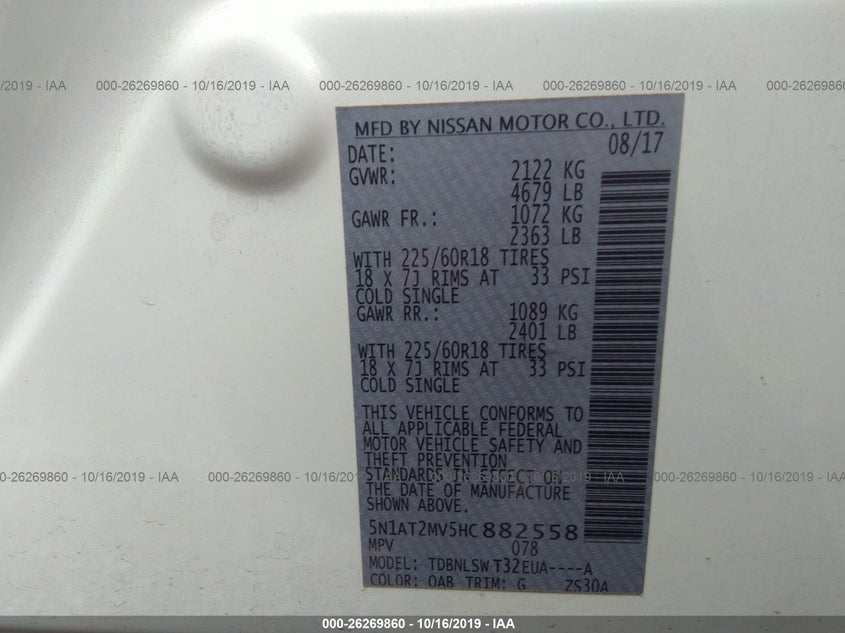 000-26269860 - 10/16/2019 - IAA
MFD BY NISSAN MOTOR CO., LTD.
DATE: 08/17
GVWR: 2122 KG
4679 LB
GAWR FR.: 1072 KG
2363 LB
WITH 225/60R18 TIRES
18 X 7J RIMS AT 33 PSI
COLD SINGLE
GAWR RR.: 1089 KG
2401 LB
WITH 225/60R18 TIRES
18 X 7J RIMS AT 33 PSI
COLD SINGLE
THIS VEHICLE CONFORMS TO
ALL APPLICABLE FEDERAL
MOTOR VEHICLE SAFETY AND
THEFT PREVENTION
STANDARDS IN EFFECT ON
THE DATE OF MANUFACTURE
SHOWN ABOVE.
5N1AT2MV5HC882558
MPV 078
MODEL: TDBNLSW T32EUA----A
COLOR: QAB TRIM: G ZS30A
000-26269860 - 10/16/2019 - IAA